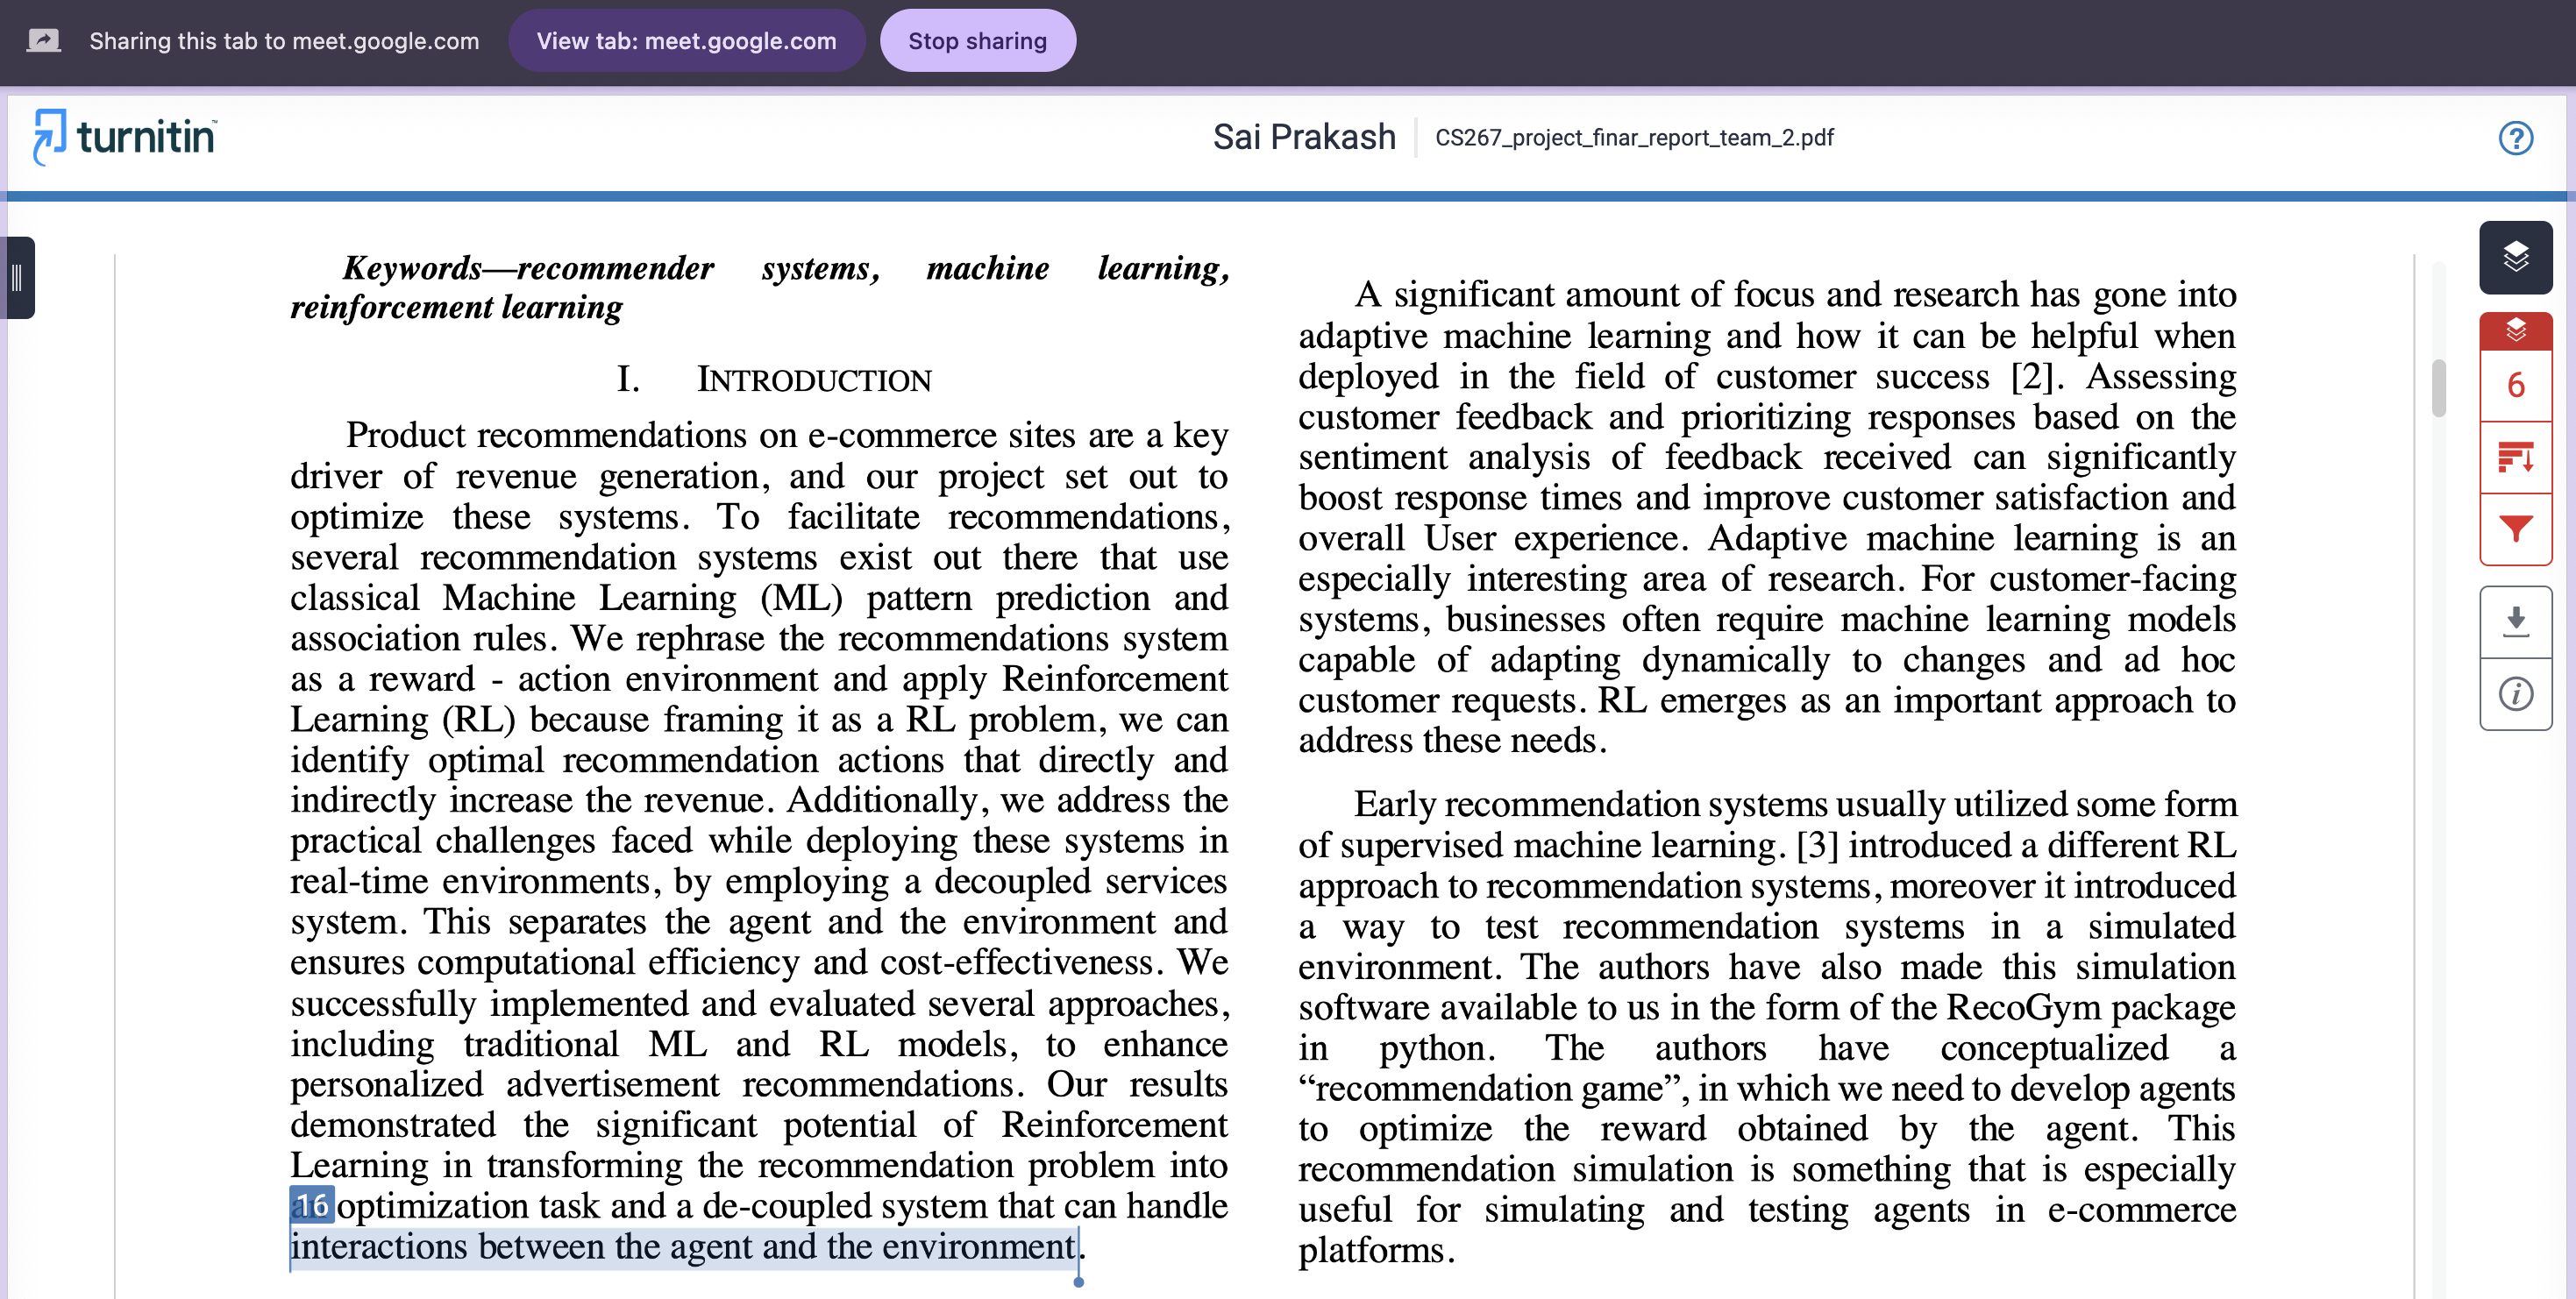 Sharing this tab to meet.google.com
View tab: meet.google.com
Stop sharing
turnitin
Sai Prakash
CS267_project_finar_report_team_2.pdf
?
Keywords—recommender systems, machine learning,
reinforcement learning
I. INTRODUCTION
Product recommendations on e-commerce sites are a key
driver of revenue generation, and our project set out to
optimize these systems. To facilitate recommendations,
several recommendation systems exist out there that use
classical Machine Learning (ML) pattern prediction and
association rules. We rephrase the recommendations system
as a reward - action environment and apply Reinforcement
Learning (RL) because framing it as a RL problem, we can
identify optimal recommendation actions that directly and
indirectly increase the revenue. Additionally, we address the
practical challenges faced while deploying these systems in
real-time environments, by employing a decoupled services
system. This separates the agent and the environment and
ensures computational efficiency and cost-effectiveness. We
successfully implemented and evaluated several approaches,
including traditional ML and RL models, to enhance
personalized advertisement recommendations. Our results
demonstrated the significant potential of Reinforcement
Learning in transforming the recommendation problem into
16 optimization task and a de-coupled system that can handle
interactions between the agent and the environment.
A significant amount of focus and research has gone into
adaptive machine learning and how it can be helpful when
deployed in the field of customer success [2]. Assessing
customer feedback and prioritizing responses based on the
sentiment analysis of feedback received can significantly
boost response times and improve customer satisfaction and
overall User experience. Adaptive machine learning is an
especially interesting area of research. For customer-facing
systems, businesses often require machine learning models
capable of adapting dynamically to changes and ad hoc
customer requests. RL emerges as an important approach to
address these needs.
Early recommendation systems usually utilized some form
of supervised machine learning. [3] introduced a different RL
approach to recommendation systems, moreover it introduced
a way to test recommendation systems in a simulated
environment. The authors have also made this simulation
software available to us in the form of the RecoGym package
in python. The authors have conceptualized a
“recommendation game”, in which we need to develop agents
to optimize the reward obtained by the agent. This
recommendation simulation is something that is especially
useful for simulating and testing agents in e-commerce
platforms.
6